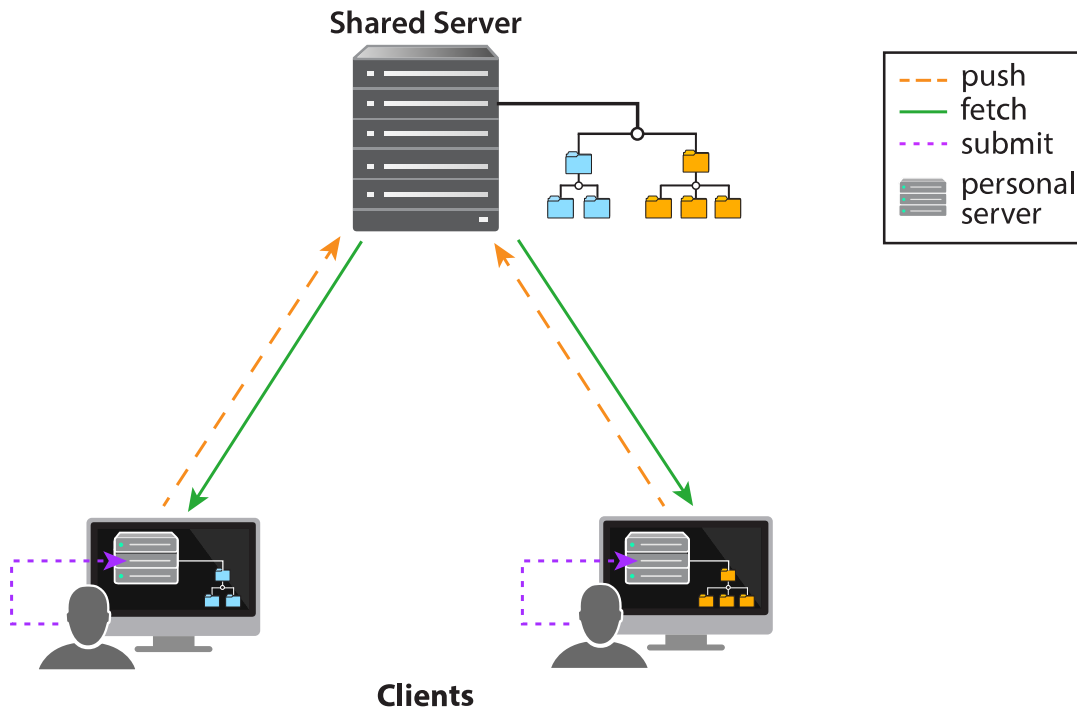 Shared Server
push
fetch
submit
personal
server
Clients